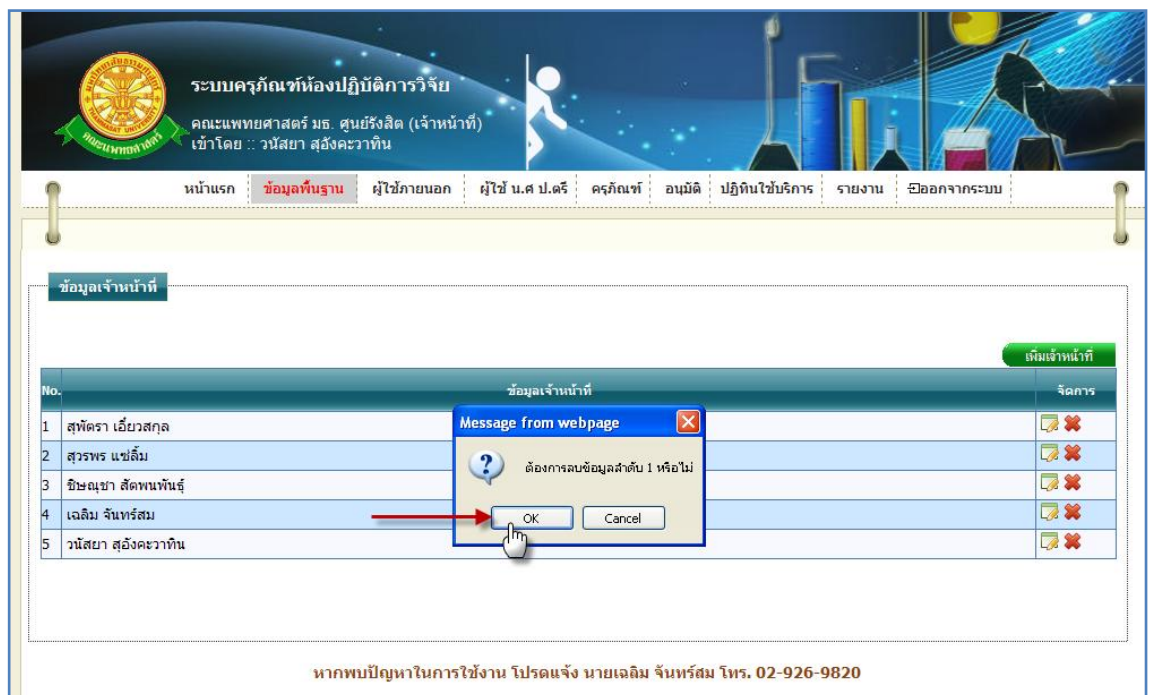 ระบบครุภัณฑ์ห้องปฏิบัติการวิจัย
คณะแพทยศาสตร์ มธ. ศูนย์รังสิต (เจ้าหน้าที่)
เข้าโดย :: วนัสยา สุอังคะวาทิน
หน้าแรก ข้อมูลพื้นฐาน ผู้ใช้ภายนอก ผู้ใช้ น.ศ ป.ตรี ครุภัณฑ์ อนุมัติ ปฏิทินใช้บริการ รายงาน ออกจากระบบ
ข้อมูลเจ้าหน้าที่
เพิ่มเจ้าหน้าที่
No. ข้อมูลเจ้าหน้าที่ จัดการ
1 สุพัตรา เอี่ยวสกุล
2 สุวรพร แซ่ลิ้ม
3 ชิษณุชา สัดพนพันธุ์
4 เฉลิม จันทร์สม
5 วนัสยา สุอังคะวาทิน
Message from webpage
ต้องการลบข้อมูลลำดับ 1 หรือไม่
OK Cancel
หากพบปัญหาในการใช้งาน โปรดแจ้ง นายเฉลิม จันทร์สม โทร. 02-926-9820